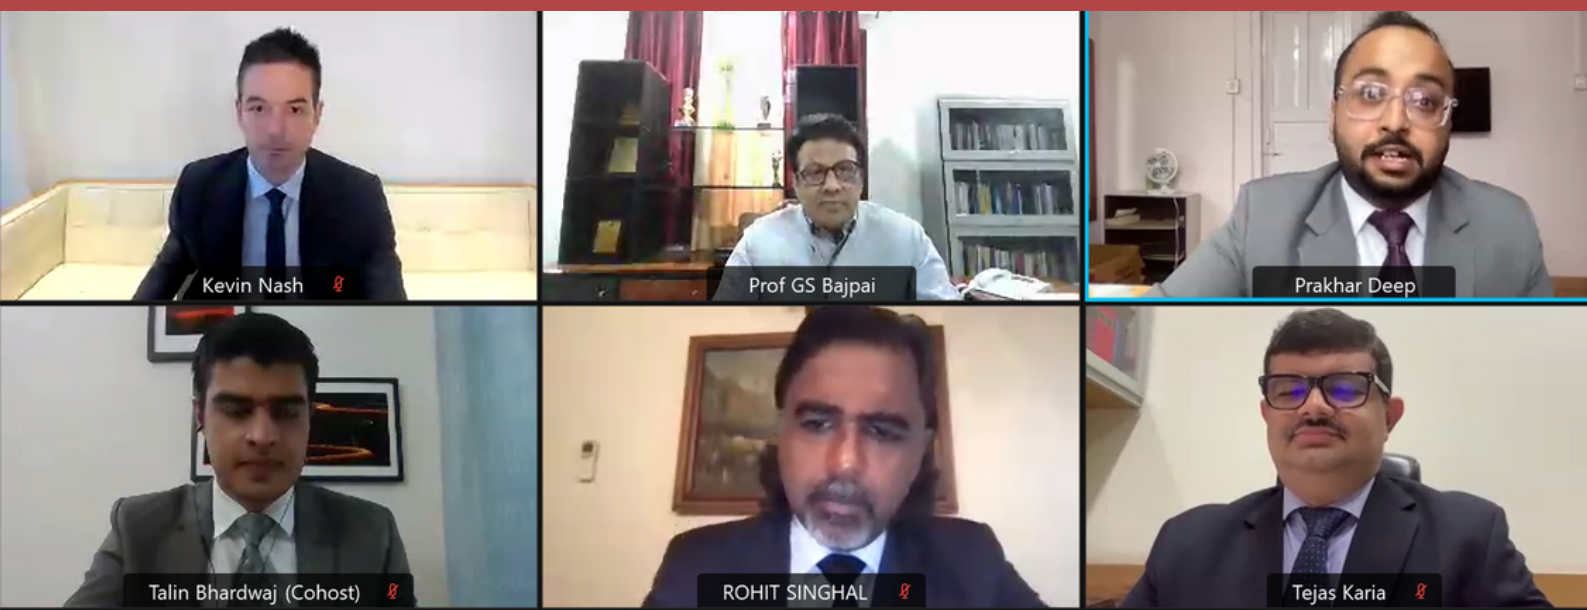 Kevin Nash
Prof GS Bajpai
Prakhar Deep
Talin Bhardwaj (Cohost)
ROHIT SINGHAL
Tejas Karia